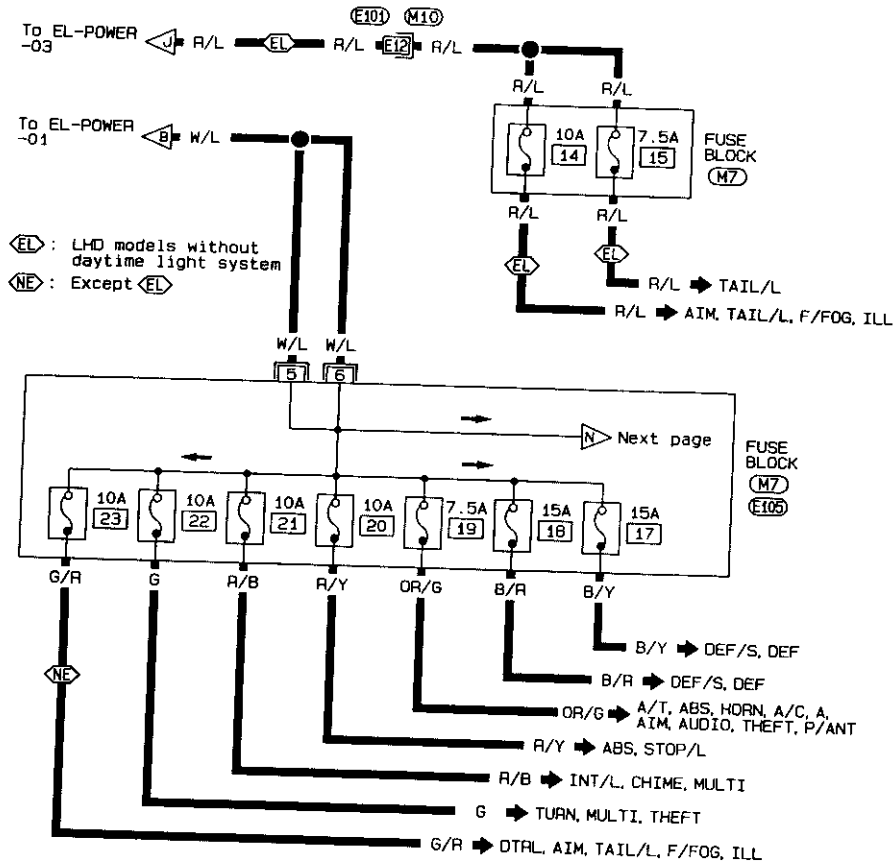 E101 M10
To EL-POWER
-03
J R/L EL R/L E12 R/L
R/L R/L
To EL-POWER
-01
B W/L
10A
14
7.5A
15
FUSE
BLOCK
M7
R/L R/L
EL : LHD models without
daytime light system
NE : Except EL
EL EL
R/L TAIL/L
R/L AIM, TAIL/L, F/FOG, ILL
W/L W/L
5 6
N Next page
FUSE
BLOCK
M7
E105
10A
23
10A
22
10A
21
10A
20
7.5A
19
15A
18
15A
17
G/R G R/B R/Y OR/G B/R B/Y
NE
B/Y DEF/S, DEF
B/R DEF/S, DEF
OR/G A/T, ABS, HORN, A/C, A,
AIM, AUDIO, THEFT, P/ANT
R/Y ABS, STOP/L
R/B INT/L, CHIME, MULTI
G TURN, MULTI, THEFT
G/R DTRL, AIM, TAIL/L, F/FOG, ILL